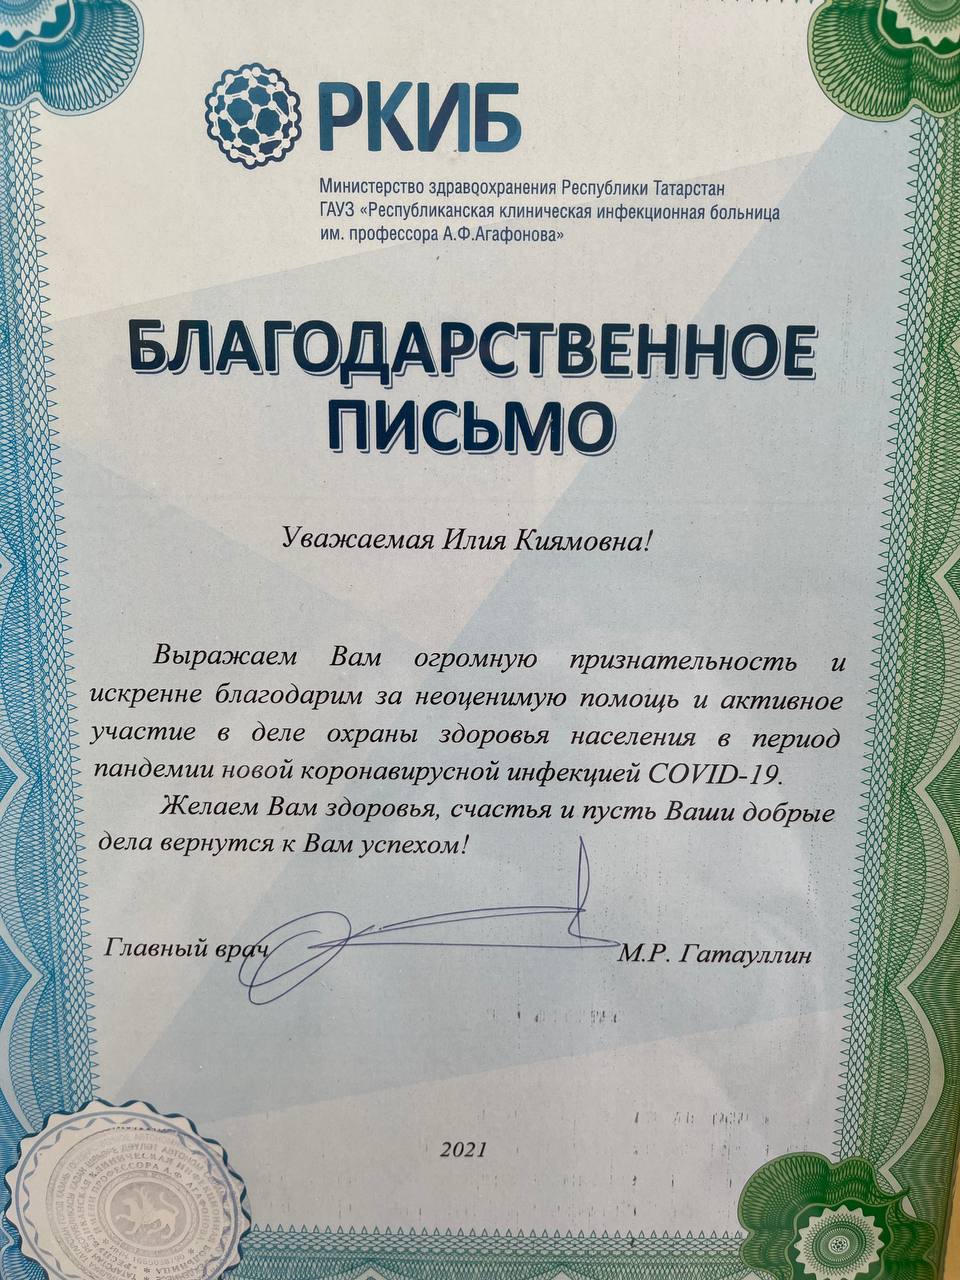 РКИБ
Министерство здравоохранения Республики Татарстан
ГАУЗ «Республиканская клиническая инфекционная больница
им. профессора А.Ф.Агафонова»
БЛАГОДАРСТВЕННОЕ
ПИСЬМО
Уважаемая Илия Киямовна!
Выражаем Вам огромную признательность и
искренне благодарим за неоценимую помощь и активное
участие в деле охраны здоровья населения в период
пандемии новой коронавирусной инфекцией COVID-19.
Желаем Вам здоровья, счастья и пусть Ваши добрые
дела вернутся к Вам успехом!
Главный врач М.Р. Гатауллин
2021